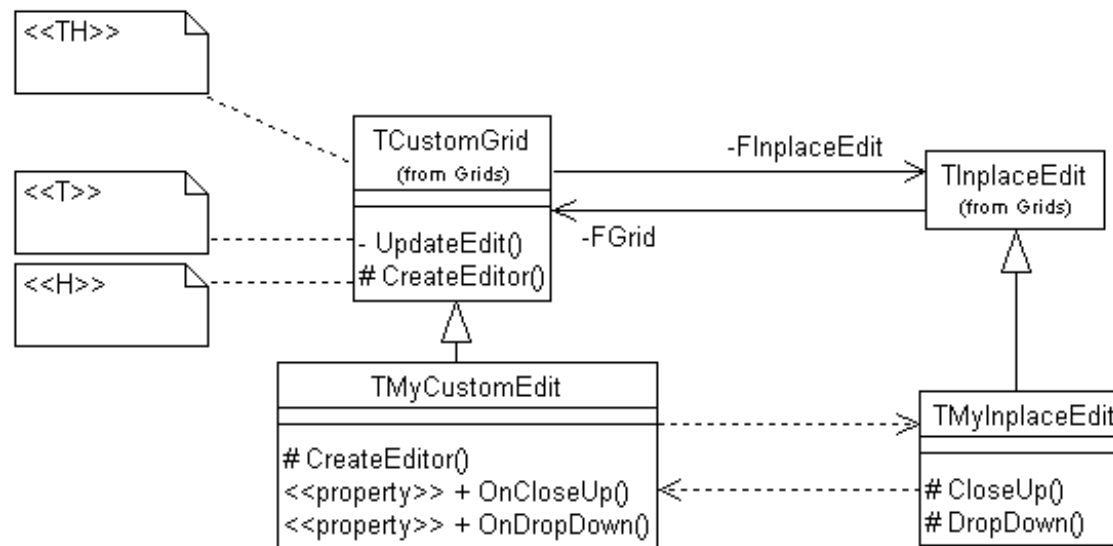 <<TH>>
TCustomGrid
(from Grids)
-FInplaceEdit
TInplaceEdit
(from Grids)
<<T>>
- UpdateEdit()
-FGrid
<<H>>
# CreateEditor()
TMyCustomEdit
TMyInplaceEdit
# CreateEditor()
<<property>> + OnCloseUp()
<<property>> + OnDropDown()
# CloseUp()
# DropDown()